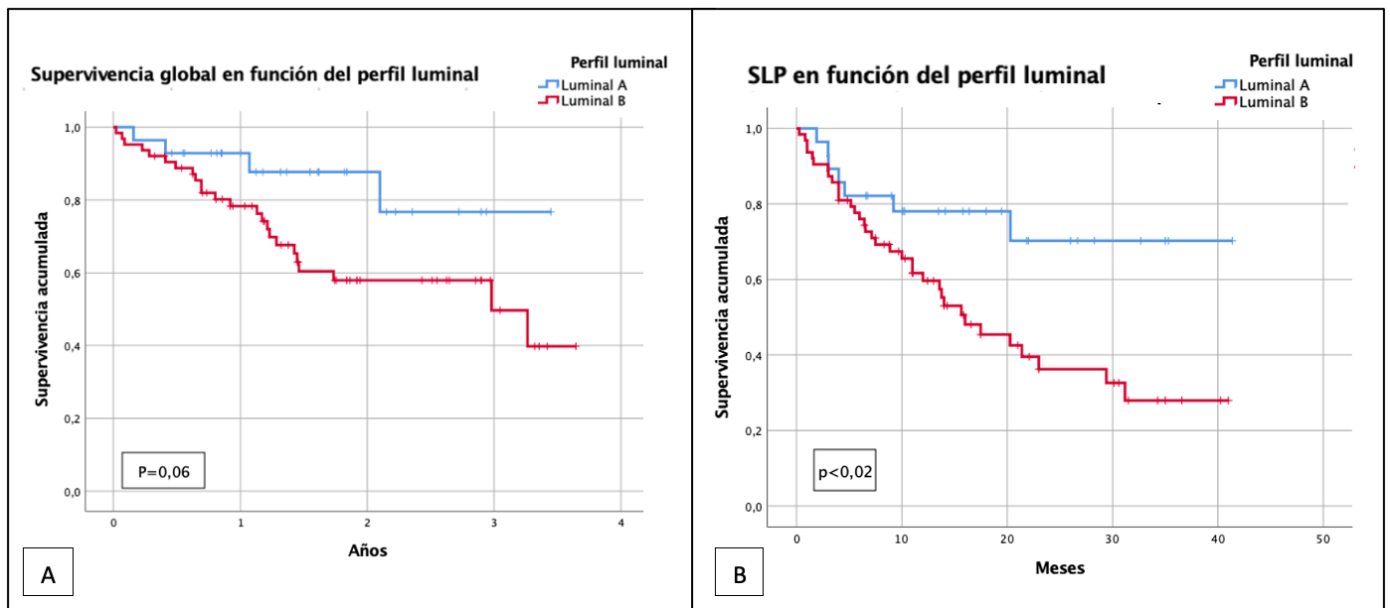 Supervivencia global en función del perfil luminal
Perfil luminal
Luminal A
Luminal B
Supervivencia acumulada
1,0
0,8
0,6
0,4
0,2
0,0
P=0,06
0 1 2 3 4
Años
A
SLP en función del perfil luminal
Perfil luminal
Luminal A
Luminal B
Supervivencia acumulada
1,0
0,8
0,6
0,4
0,2
0,0
p<0,02
0 10 20 30 40 50
Meses
B